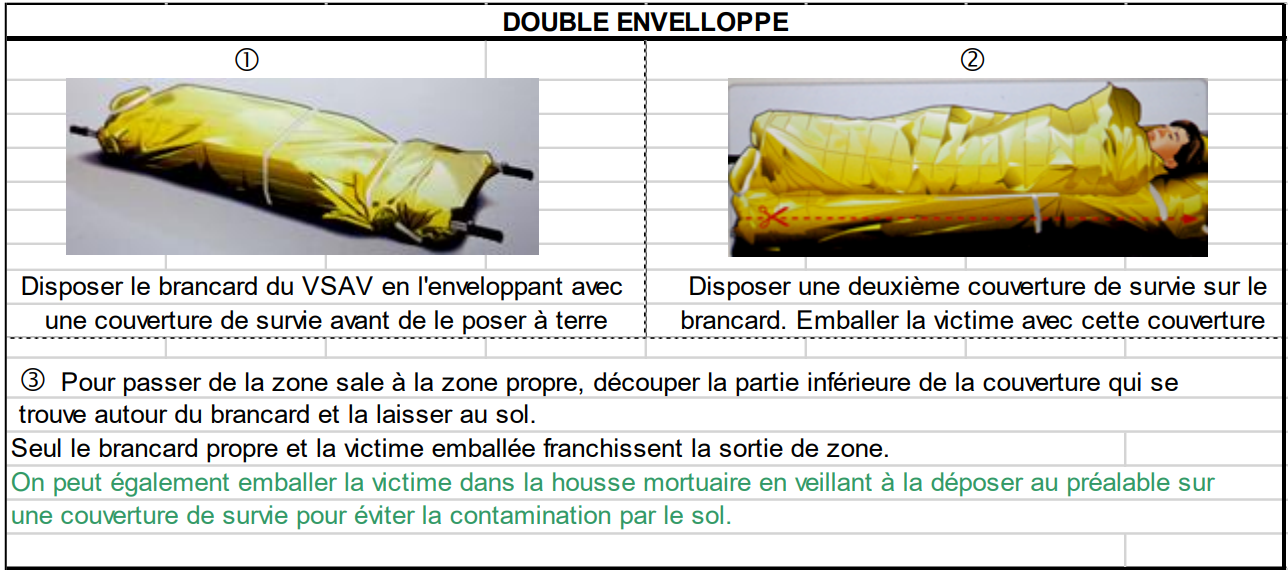 DOUBLE ENVELLOPPE
① ②
Disposer le brancard du VSAV en l'enveloppant avec
une couverture de survie avant de le poser à terre
Disposer une deuxième couverture de survie sur le
brancard. Emballer la victime avec cette couverture
③ Pour passer de la zone sale à la zone propre, découper la partie inférieure de la couverture qui se
trouve autour du brancard et la laisser au sol.
Seul le brancard propre et la victime emballée franchissent la sortie de zone.
On peut également emballer la victime dans la housse mortuaire en veillant à la déposer au préalable sur
une couverture de survie pour éviter la contamination par le sol.